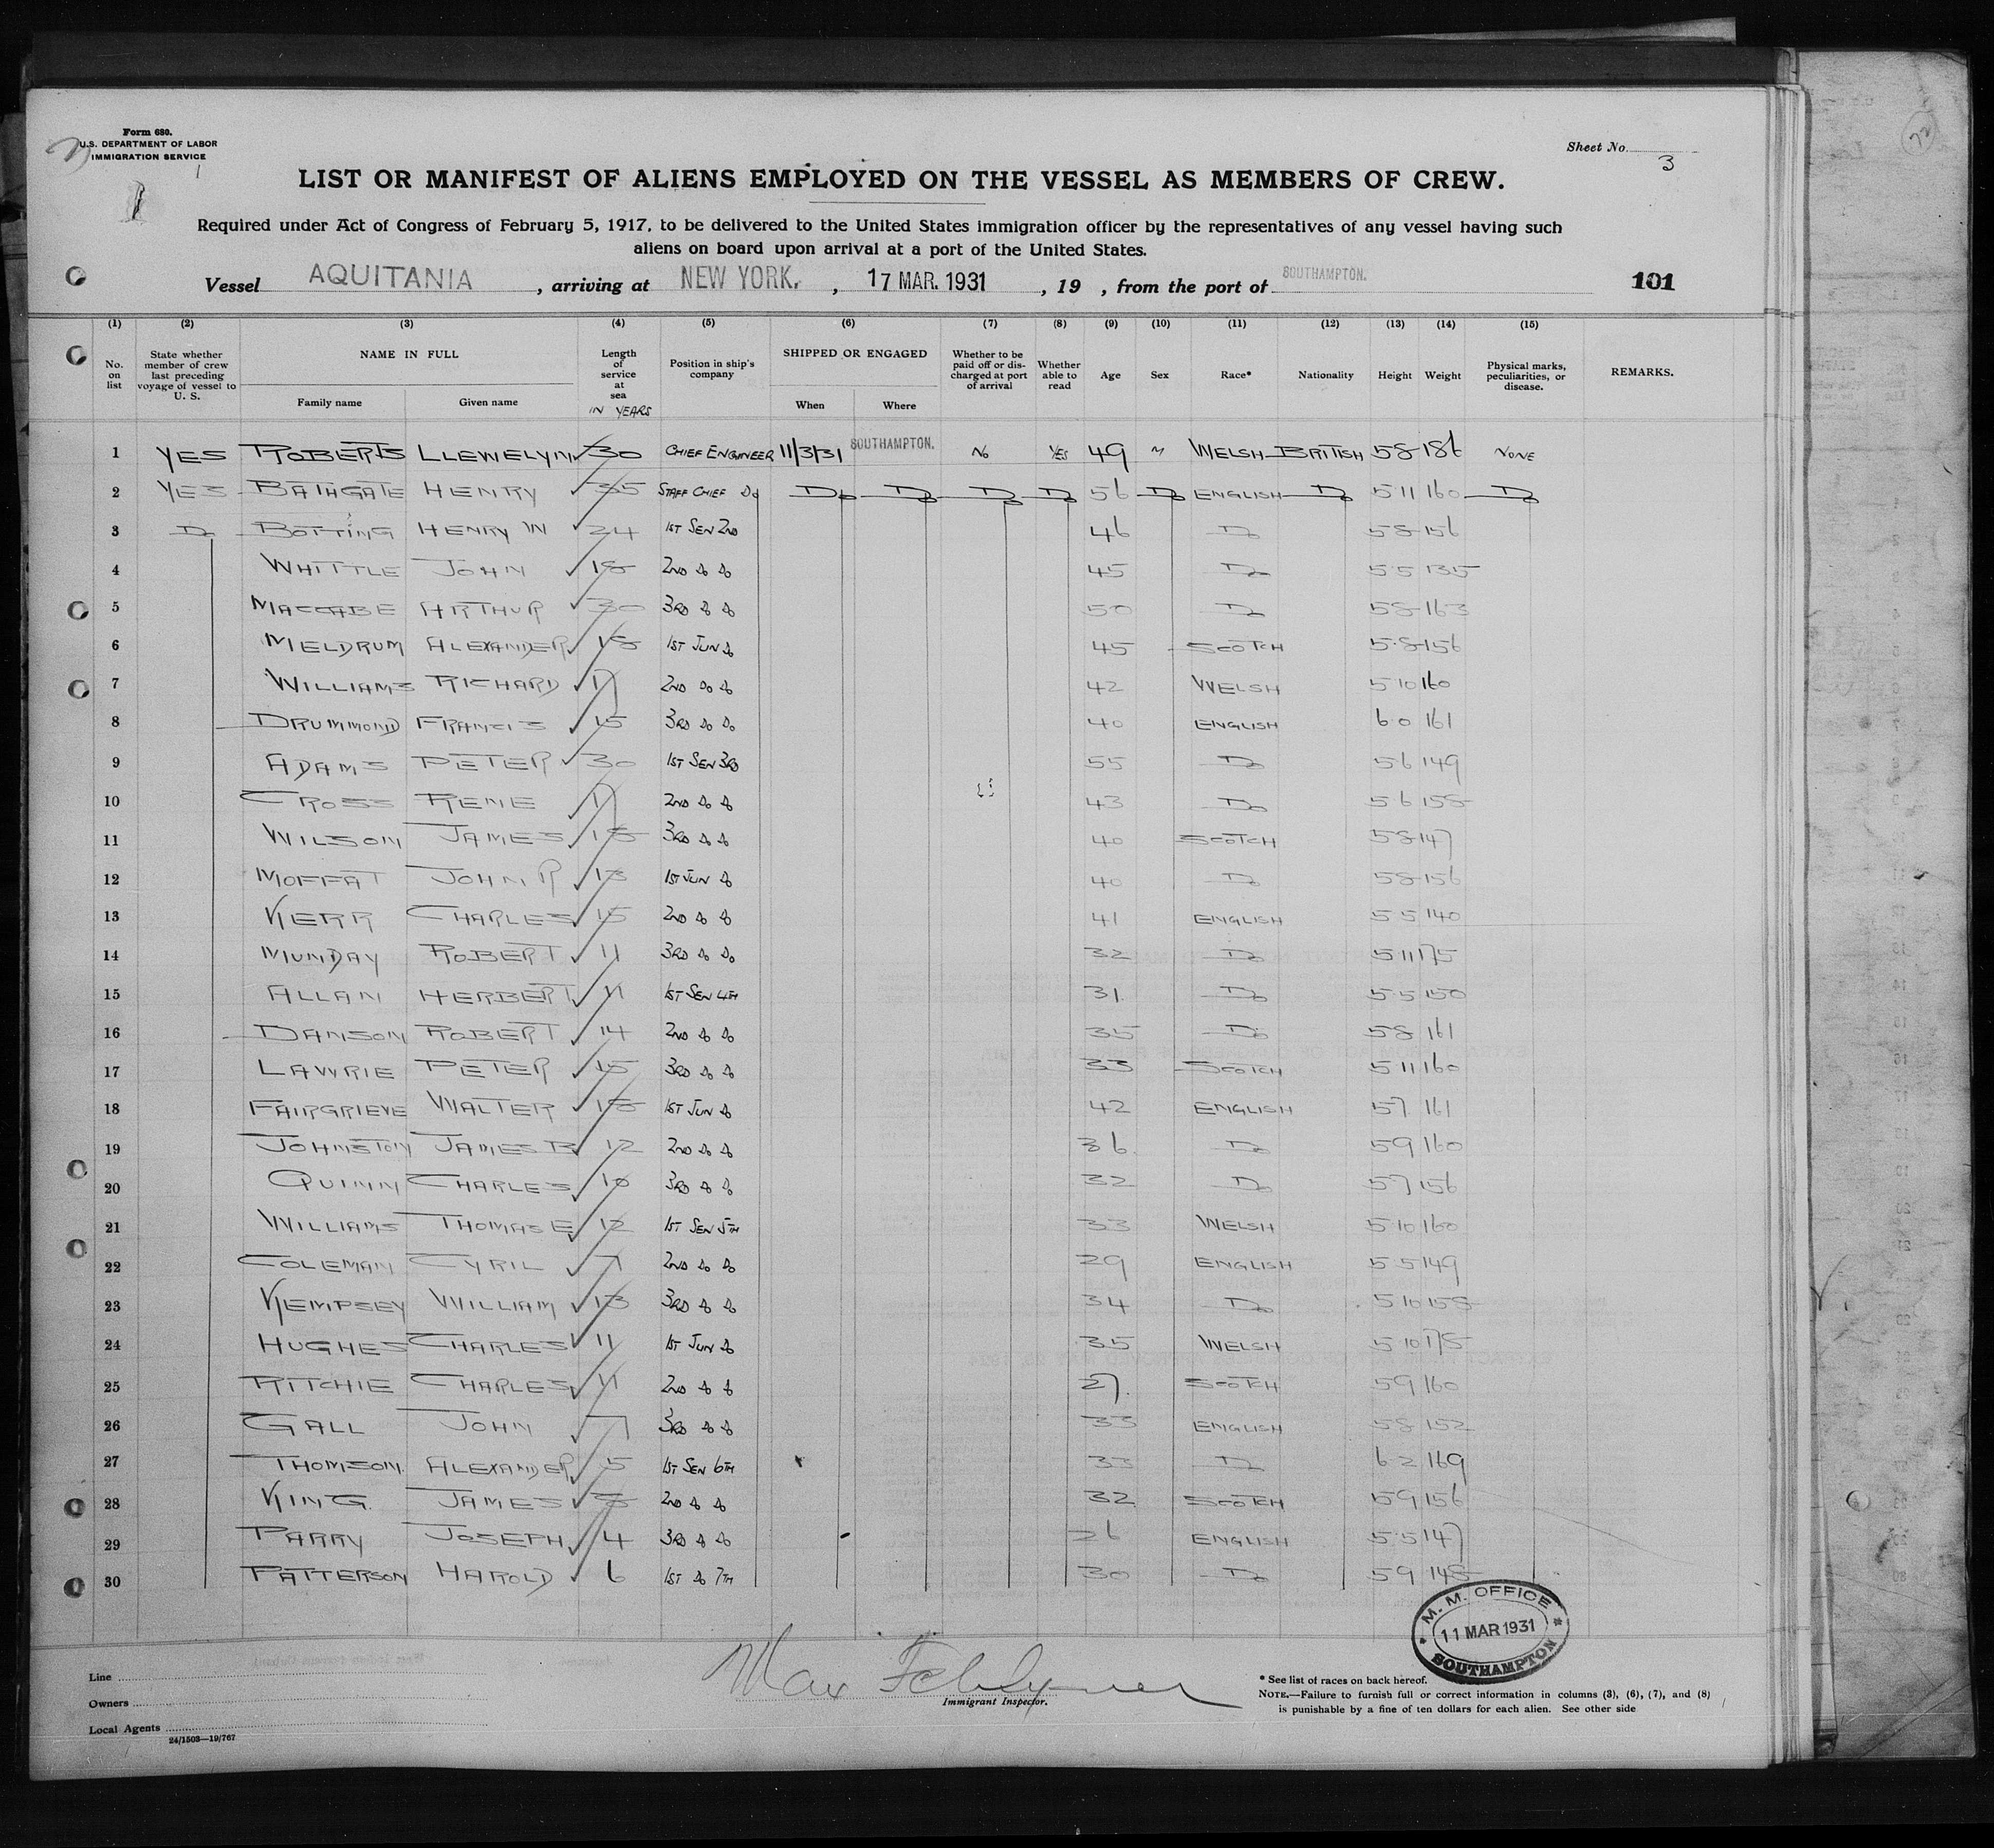 Form 680.
U.S. DEPARTMENT OF LABOR
IMMIGRATION SERVICE
Sheet No. 3
LIST OR MANIFEST OF ALIENS EMPLOYED ON THE VESSEL AS MEMBERS OF CREW.
Required under Act of Congress of February 5, 1917, to be delivered to the United States immigration officer by the representatives of any vessel having such
aliens on board upon arrival at a port of the United States.
Vessel AQUITANIA, arriving at NEW YORK., 17 MAR. 1931, 19 , from the port of SOUTHAMPTON. 101
(1) (2) (3) (4) (5) (6) (7) (8) (9) (10) (11) (12) (13) (14) (15)
No. on list State whether member of crew last preceding voyage of vessel to U. S. NAME IN FULL Family name Given name Length of service at sea IN YEARS Position in ship's company SHIPPED OR ENGAGED When Where Whether to be paid off or discharged at port of arrival Whether able to read Age Sex Race* Nationality Height Weight Physical marks, peculiarities, or disease. REMARKS.
1 YES ROBERTS LLEWELYN 30 CHIEF ENGINEER 11/3/31 SOUTHAMPTON. No YES 49 M WELSH BRITISH 5 8 186 NONE
2 YES BATHGATE HENRY 35 STAFF CHIEF Do Do Do Do Do 56 Do ENGLISH Do 5 11 160 Do
3 Do BOTTING HENRY W 24 1ST SEN 2ND 46 Do 5 8 156
4 WHITTLE JOHN 18 2ND Do Do 45 Do 5 5 135
5 MACCABE ARTHUR 30 3RD Do Do 50 Do 5 8 163
6 MELDRUM ALEXANDER 18 1ST JUN Do 45 SCOTCH 5 8 156
7 WILLIAMS RICHARD 17 2ND Do Do 42 WELSH 5 10 160
8 DRUMMOND FRANCIS 15 3RD Do Do 40 ENGLISH 6 0 161
9 ADAMS PETER 30 1ST SEN 3RD 55 Do 5 6 149
10 CROSS RENE 17 2ND Do Do 43 Do 5 6 158
11 WILSON JAMES 18 3RD Do Do 40 SCOTCH 5 8 147
12 MOFFAT JOHN R 13 1ST JUN Do 40 Do 5 8 156
13 KERR CHARLES 15 2ND Do Do 41 ENGLISH 5 5 140
14 MUNDAY ROBERT 11 3RD Do Do 32 Do 5 11 175
15 ALLAN HERBERT 11 1ST SEN 4TH 31 Do 5 5 150
16 DANSON ROBERT 14 2ND Do Do 35 Do 5 8 161
17 LAWRIE PETER 15 3RD Do Do 33 SCOTCH 5 11 160
18 FAIRGRIEVE WALTER 18 1ST JUN Do 42 ENGLISH 5 7 161
19 JOHNSTON JAMES B 12 2ND Do Do 36 Do 5 9 160
20 QUINN CHARLES 10 3RD Do Do 32 Do 5 7 156
21 WILLIAMS THOMAS E 12 1ST SEN 5TH 33 WELSH 5 10 160
22 COLEMAN CYRIL 7 2ND Do Do 29 ENGLISH 5 5 149
23 KEMPSEY WILLIAM 13 3RD Do Do 34 Do 5 10 158
24 HUGHES CHARLES 11 1ST JUN Do 35 WELSH 5 10 178
25 RITCHIE CHARLES 11 2ND Do Do 27 SCOTCH 5 9 160
26 GALL JOHN 7 3RD Do Do 33 ENGLISH 5 8 152
27 THOMSON ALEXANDER 5 1ST SEN 6TH 33 Do 6 2 169
28 KING JAMES 8 2ND Do Do 32 SCOTCH 5 9 156
29 PARRY JOSEPH 4 3RD Do Do 26 ENGLISH 5 5 147
30 PATTERSON HAROLD 6 1ST Do 7TH 30 Do 5 9 148
M. M. OFFICE
11 MAR 1931
SOUTHAMPTON
Line
Owners
Local Agents
24/1503—19/767
Max
Immigrant Inspector.
* See list of races on back hereof.
NOTE.—Failure to furnish full or correct information in columns (3), (6), (7), and (8)
is punishable by a fine of ten dollars for each alien. See other side